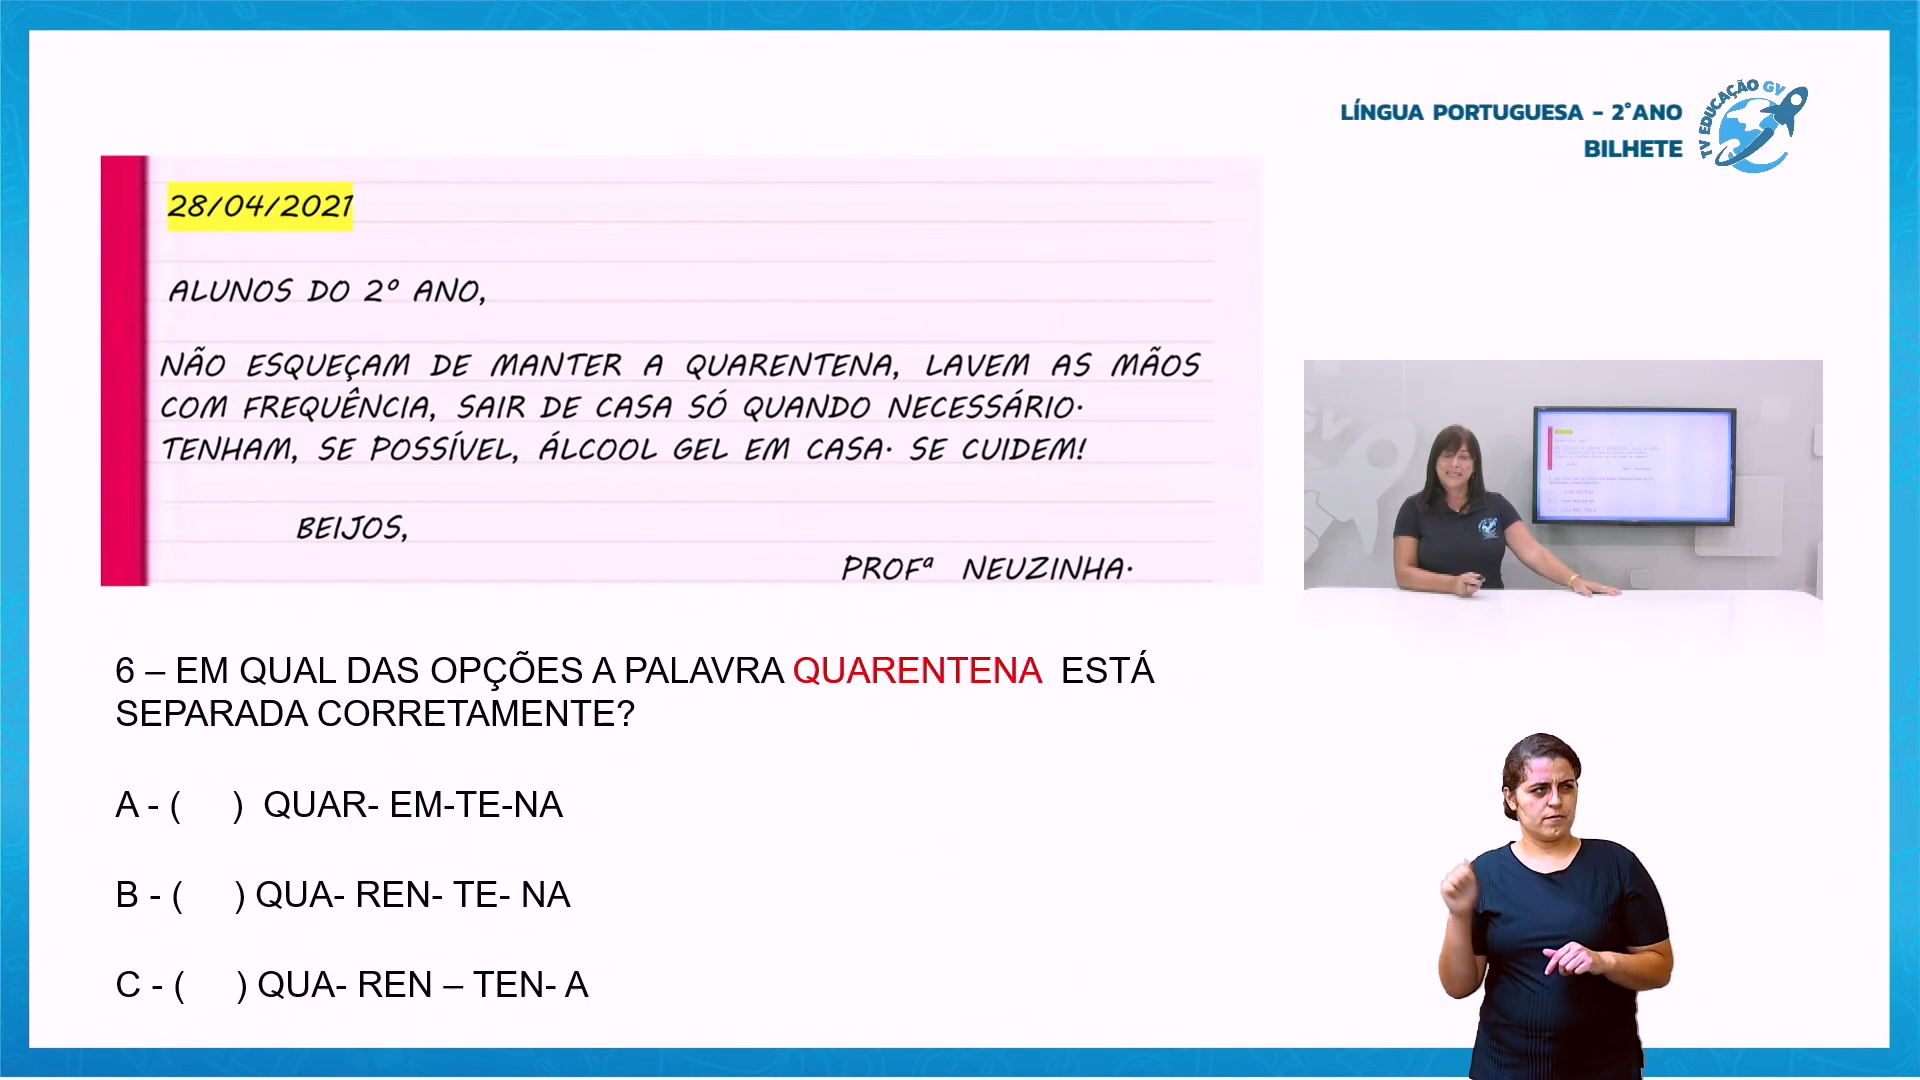 LÍNGUA PORTUGUESA - 2°ANO
BILHETE
TV EDUCAÇÃO GV
28/04/2021
ALUNOS DO 2º ANO,
NÃO ESQUEÇAM DE MANTER A QUARENTENA, LAVEM AS MÃOS
COM FREQUÊNCIA, SAIR DE CASA SÓ QUANDO NECESSÁRIO.
TENHAM, SE POSSÍVEL, ÁLCOOL GEL EM CASA. SE CUIDEM!
BEIJOS,
PROFª NEUZINHA.
GV
6 – EM QUAL DAS OPÇÕES A PALAVRA QUARENTENA ESTÁ
SEPARADA CORRETAMENTE?
A - ( ) QUAR- EM-TE-NA
B - ( ) QUA- REN- TE- NA
C - ( ) QUA- REN – TEN- A